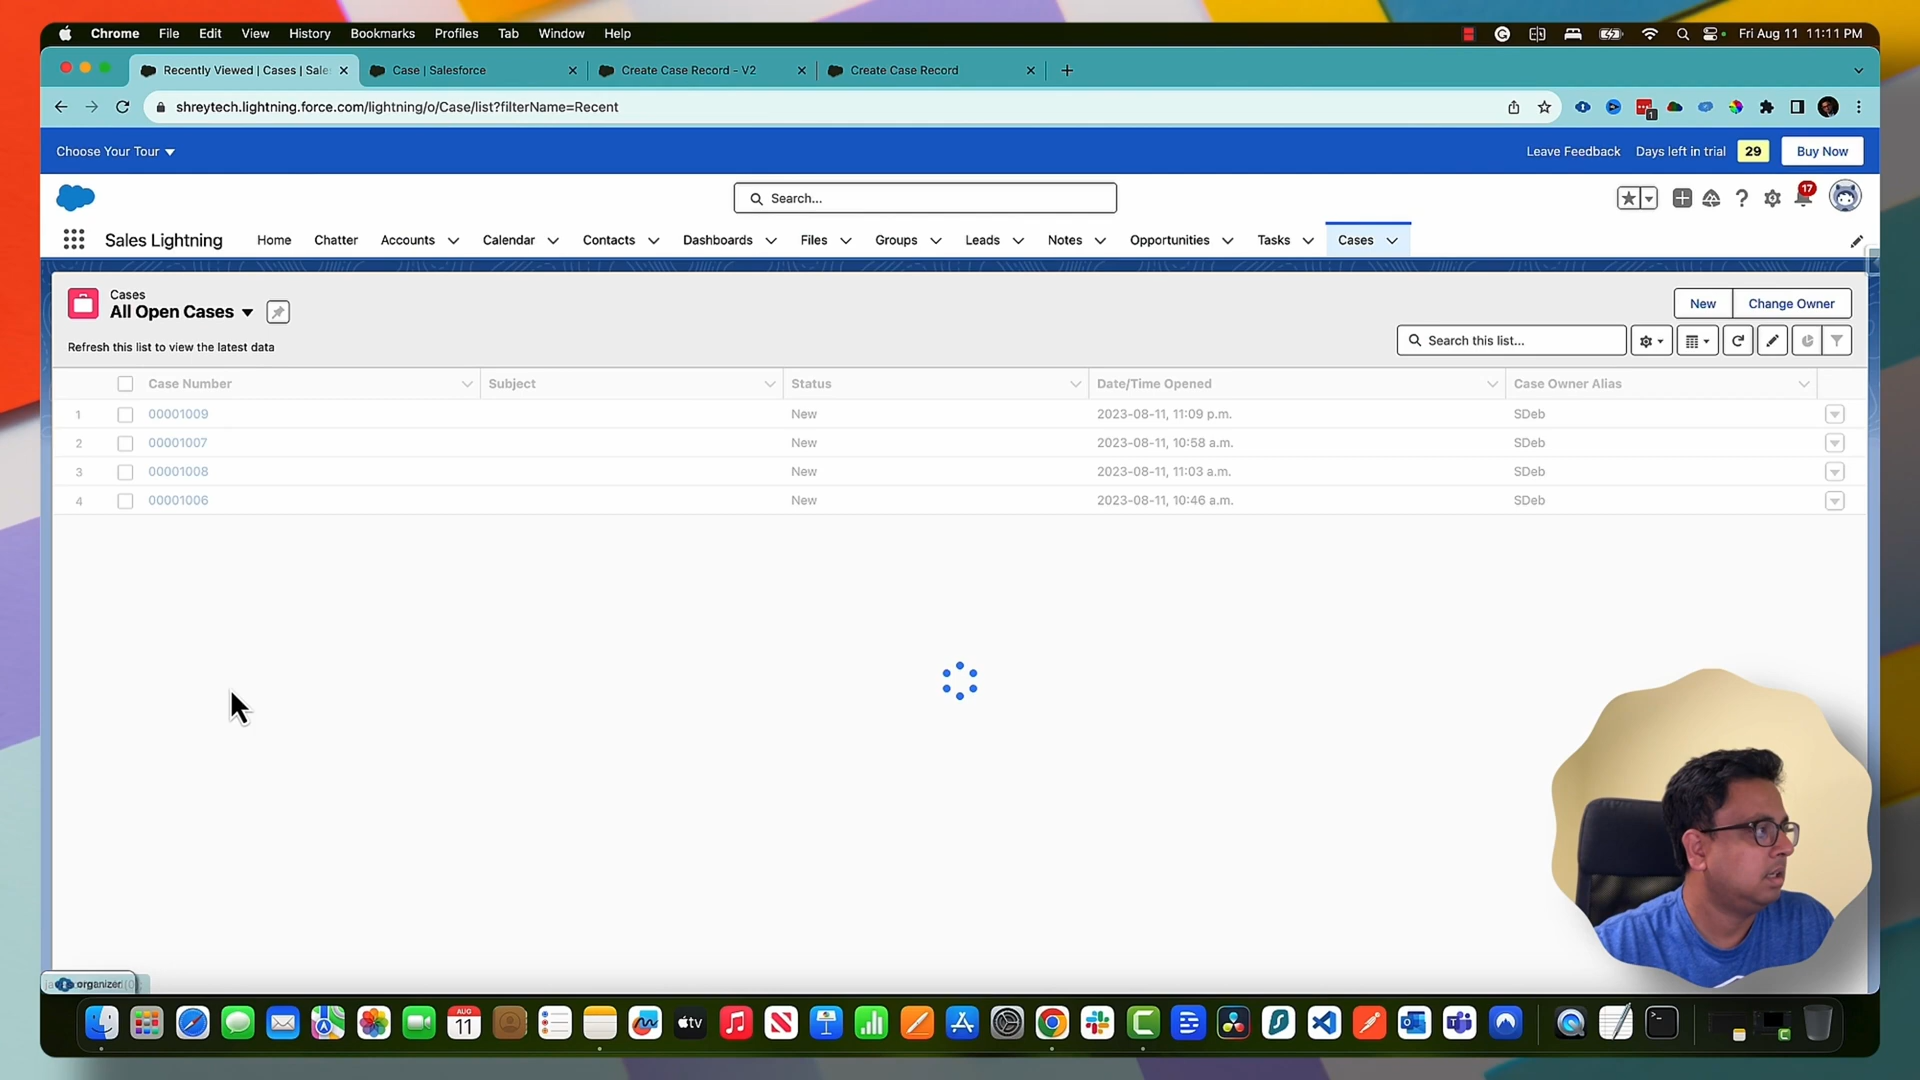 Chrome File Edit View History Bookmarks Profiles Tab Window Help Fri Aug 11 11:11 PM
Recently Viewed | Cases | Sale Case | Salesforce Create Case Record - V2 Create Case Record
shreytech.lightning.force.com/lightning/o/Case/list?filterName=Recent 1
Choose Your Tour Leave Feedback Days left in trial 29 Buy Now
Search... 17
Sales Lightning Home Chatter Accounts Calendar Contacts Dashboards Files Groups Leads Notes Opportunities Tasks Cases
Cases
All Open Cases New Change Owner
Refresh this list to view the latest data Search this list...
Case Number Subject Status Date/Time Opened Case Owner Alias
1 00001009 New 2023-08-11, 11:09 p.m. SDeb
2 00001007 New 2023-08-11, 10:58 a.m. SDeb
3 00001008 New 2023-08-11, 11:03 a.m. SDeb
4 00001006 New 2023-08-11, 10:46 a.m. SDeb
organizer
AUG
11
tv